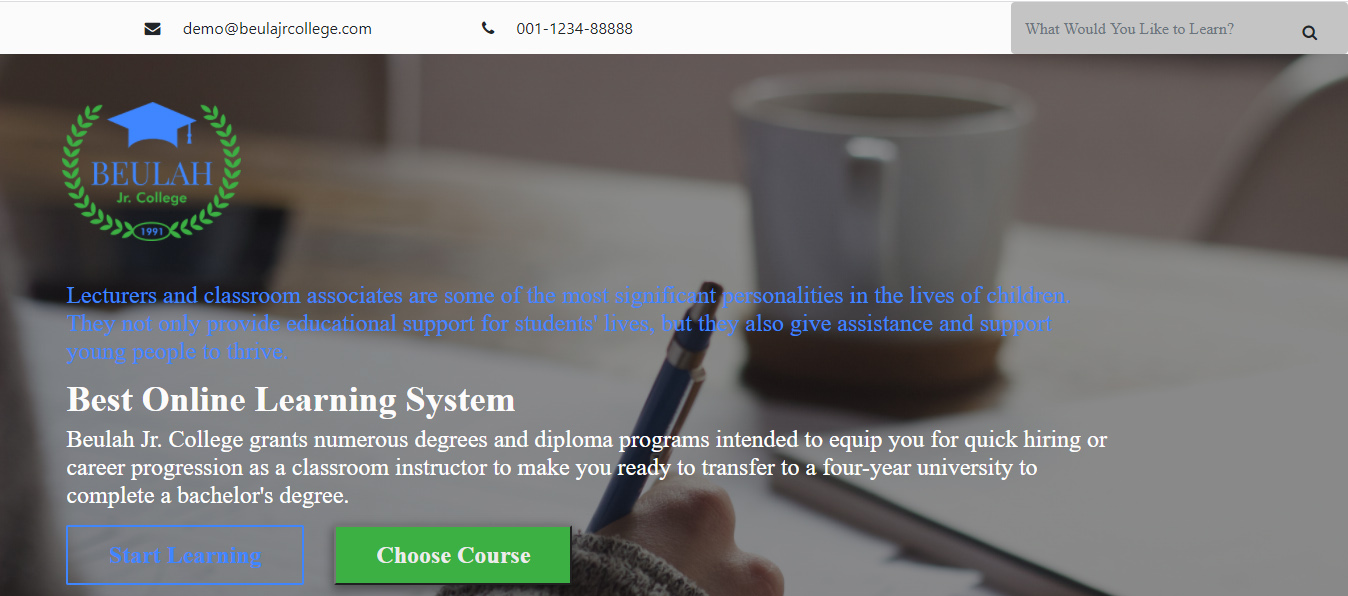 demo@beulajrcollege.com
001-1234-88888
What Would You Like to Learn?
BEULAH
Jr. College
1991
Lecturers and classroom associates are some of the most significant personalities in the lives of children.
They not only provide educational support for students' lives, but they also give assistance and support
young people to thrive.
Best Online Learning System
Beulah Jr. College grants numerous degrees and diploma programs intended to equip you for quick hiring or
career progression as a classroom instructor to make you ready to transfer to a four-year university to
complete a bachelor's degree.
Start Learning
Choose Course